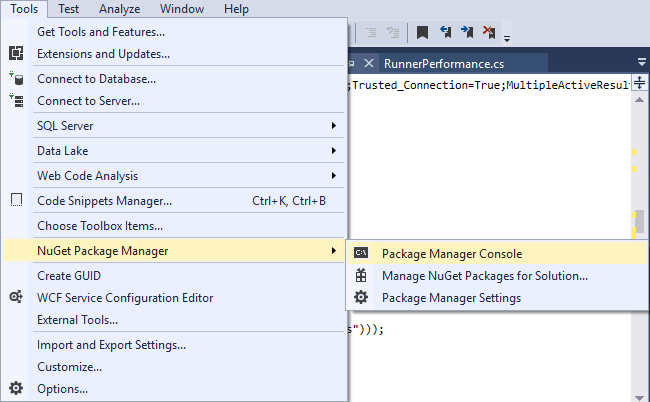 Tools Test Analyze Window Help
Get Tools and Features...
Extensions and Updates...
RunnerPerformance.cs
Connect to Database...
;Trusted_Connection=True;MultipleActiveResult
Connect to Server...
SQL Server
Data Lake
Web Code Analysis
Code Snippets Manager... Ctrl+K, Ctrl+B
Choose Toolbox Items...
NuGet Package Manager
C:\ Package Manager Console
Create GUID
Manage NuGet Packages for Solution...
WCF Service Configuration Editor
Package Manager Settings
External Tools...
s")));
Import and Export Settings...
Customize...
Options...